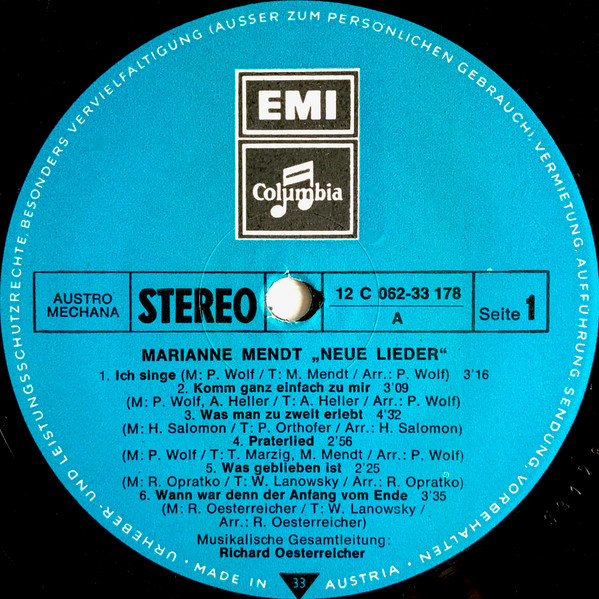 URHEBER- UND LEISTUNGSSCHUTZRECHTE, BESONDERS VERVIELFALTIGUNG (AUSSER ZUM PERSÖNLICHEN GEBRAUCH), VERMIETUNG, AUFFÜHRUNG, SENDUNG, VORBEHALTEN •
EMI
Columbia
AUSTRO
MECHANA
STEREO
12 C 062-33 178
A
Seite 1
MARIANNE MENDT „NEUE LIEDER“
1. Ich singe (M: P. Wolf / T: M. Mendt / Arr.: P. Wolf) 3'16
2. Komm ganz einfach zu mir 3'09
(M: P. Wolf, A. Heller / T: A. Heller / Arr.: P. Wolf)
3. Was man zu zweit erlebt 4'32
(M: H. Salomon / T: P. Orthofer / Arr.: H. Salomon)
4. Praterlied 2'56
(M: P. Wolf / T: T. Marzig, M. Mendt / Arr.: P. Wolf)
5. Was geblieben ist 2'25
(M: R. Opratko / T: W. Lanowsky / Arr.: R. Opratko)
6. Wann war denn der Anfang vom Ende 3'35
(M: R. Oesterreicher / T: W. Lanowsky /
Arr.: R. Oesterreicher)
Musikalische Gesamtleitung:
Richard Oesterreicher
• MADE IN 33 AUSTRIA •